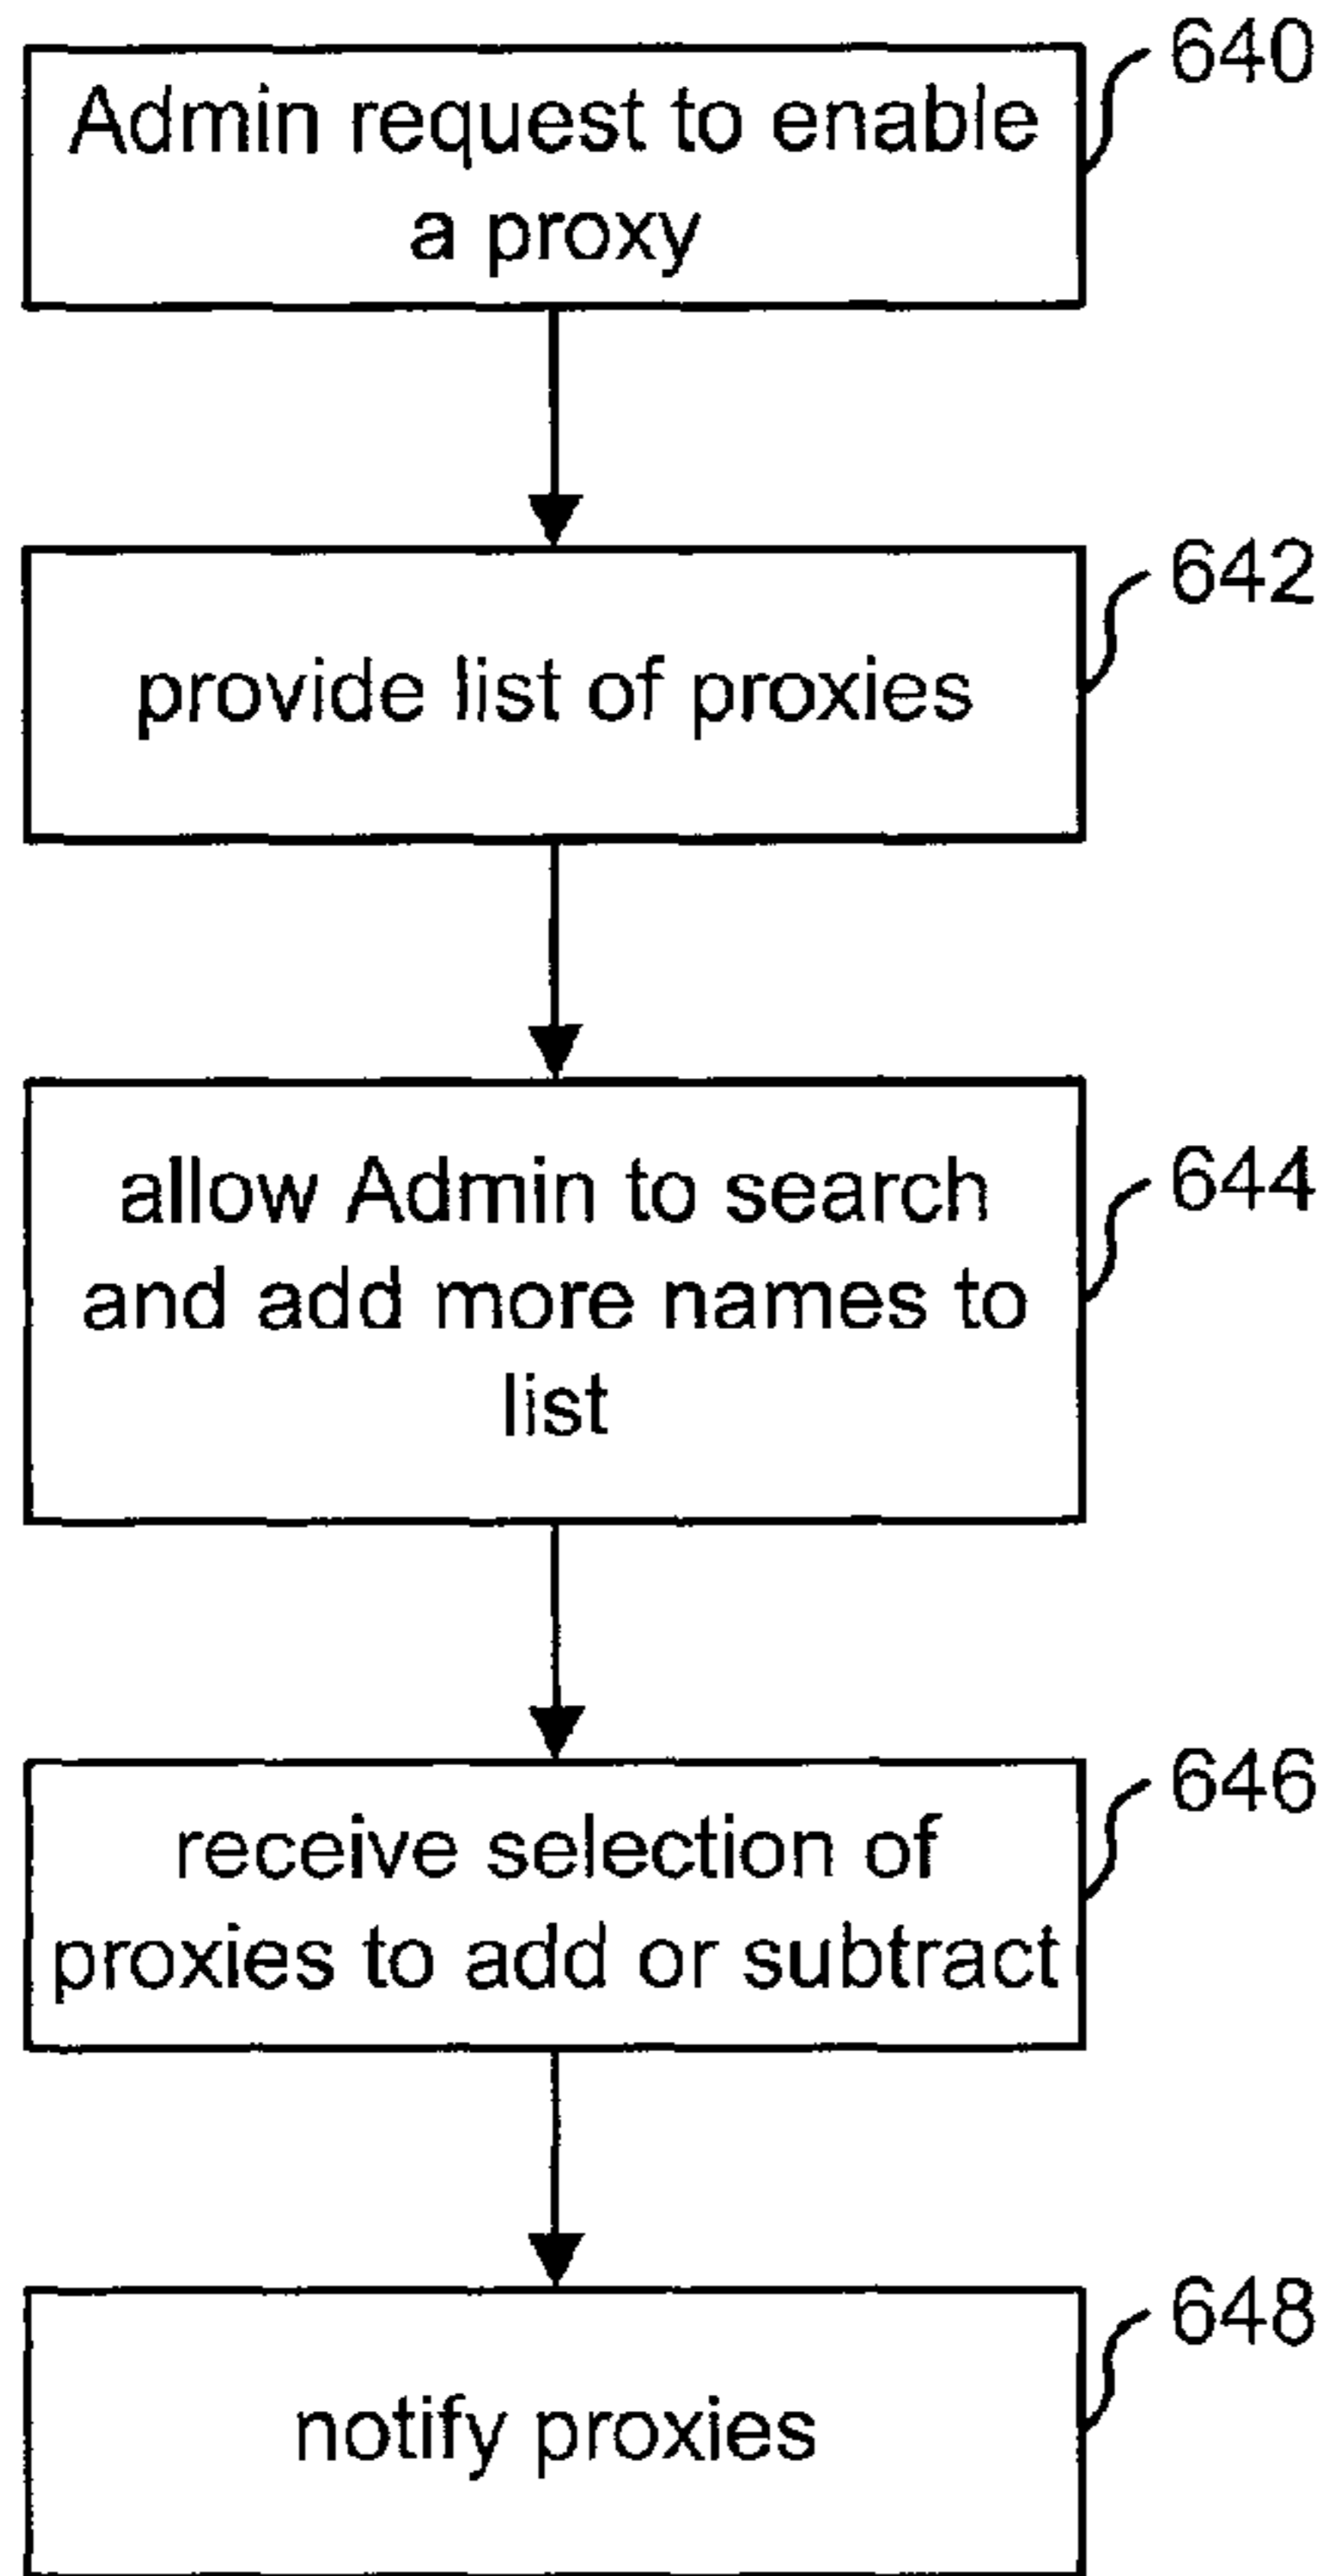 640
Admin request to enable
a proxy
642
provide list of proxies
644
allow Admin to search
and add more names to
list
646
receive selection of
proxies to add or subtract
648
notify proxies